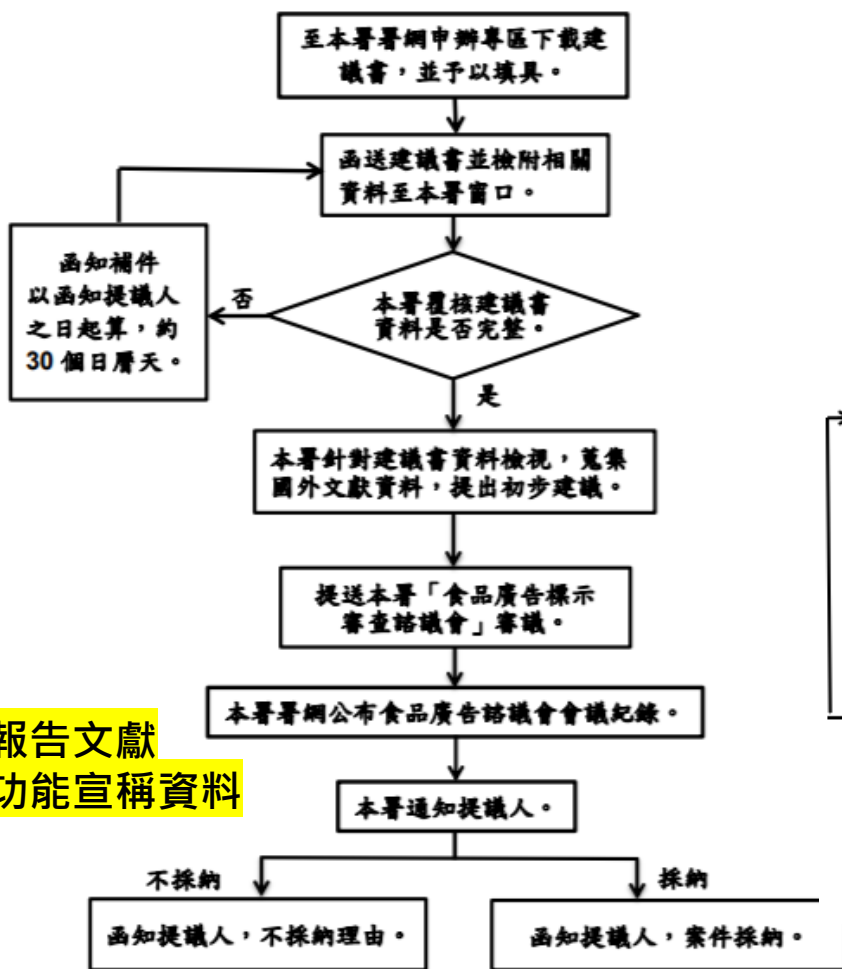 至本署署網申辦專區下載建
議書，並予以填具。
函送建議書並檢附相關
資料至本署窗口。
函知補件
以函知提議人
之日起算，約
30 個日曆天。
否
本署覆核建議書
資料是否完整。
是
本署針對建議書資料檢視，蒐集
國外文獻資料，提出初步建議。
提送本署「食品廣告標示
審查諮議會」審議。
本署署網公布食品廣告諮議會會議紀錄。
報告文獻
功能宣稱資料
本署通知提議人。
不採納
採納
函知提議人，不採納理由。
函知提議人，案件採納。